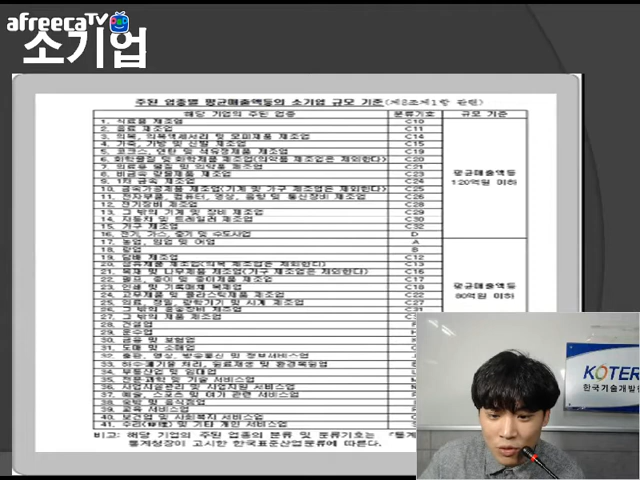 afreecaTV
소기업
주된 업종별 평균매출액등의 소기업 규모 기준(제8조제1항 관련)
해당 기업의 주된 업종 분류기호 규모 기준
1. 식료품 제조업 C10
2. 음료 제조업 C11
3. 의복, 의복액세서리 및 모피제품 제조업 C14
4. 가죽, 가방 및 신발 제조업 C15
5. 코크스, 연탄 및 석유정제품 제조업 C19
6. 화학물질 및 화학제품 제조업(의약품 제조업은 제외한다) C20
7. 의료용 물질 및 의약품 제조업 C21
8. 비금속 광물제품 제조업 C23
9. 1차 금속 제조업 C24
10. 금속가공제품 제조업(기계 및 가구 제조업은 제외한다) C25
11. 전자부품, 컴퓨터, 영상, 음향 및 통신장비 제조업 C26
12. 전기장비 제조업 C28
13. 그 밖의 기계 및 장비 제조업 C29
14. 자동차 및 트레일러 제조업 C30
15. 가구 제조업 C32
16. 전기, 가스, 증기 및 수도사업 D
평균매출액등
120억원 이하
17. 농업, 임업 및 어업 A
18. 광업 B
19. 담배 제조업 C12
20. 섬유제품 제조업(의복 제조업은 제외한다) C13
21. 목재 및 나무제품 제조업(가구 제조업은 제외한다) C16
22. 펄프, 종이 및 종이제품 제조업 C17
23. 인쇄 및 기록매체 복제업 C18
24. 고무제품 및 플라스틱제품 제조업 C22
25. 의료, 정밀, 광학기기 및 시계 제조업 C27
26. 그 밖의 운송장비 제조업 C31
27. 그 밖의 제품 제조업
28. 건설업
29. 운수업
30. 금융 및 보험업
평균매출액등
80억원 이하
31. 도매 및 소매업
32. 출판, 영상, 방송통신 및 정보서비스업
33. 하수·폐기물 처리, 원료재생 및 환경복원업
34. 부동산업 및 임대업
35. 전문·과학 및 기술 서비스업
36. 사업시설관리 및 사업지원 서비스업
37. 예술, 스포츠 및 여가 관련 서비스업
38. 숙박 및 음식점업
39. 교육 서비스업
40. 보건업 및 사회복지 서비스업
41. 수리(修理) 및 기타 개인 서비스업
비고: 해당 기업의 주된 업종의 분류 및 분류기호는 「통계
통계청장이 고시한 한국표준산업분류에 따른다.
KOTER
한국기술개발